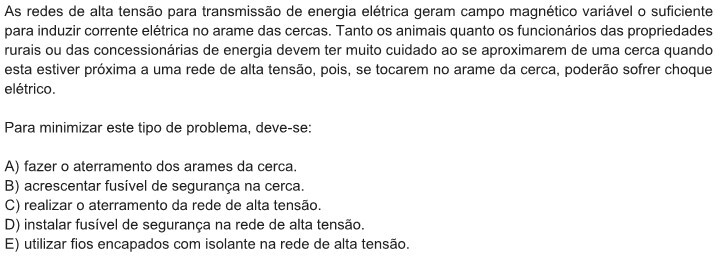 As redes de alta tensão para transmissão de energia elétrica geram campo magnético variável o suficiente
para induzir corrente elétrica no arame das cercas. Tanto os animais quanto os funcionários das propriedades
rurais ou das concessionárias de energia devem ter muito cuidado ao se aproximarem de uma cerca quando
esta estiver próxima a uma rede de alta tensão, pois, se tocarem no arame da cerca, poderão sofrer choque
elétrico.
Para minimizar este tipo de problema, deve-se:
A) fazer o aterramento dos arames da cerca.
B) acrescentar fusível de segurança na cerca.
C) realizar o aterramento da rede de alta tensão.
D) instalar fusível de segurança na rede de alta tensão.
E) utilizar fios encapados com isolante na rede de alta tensão.